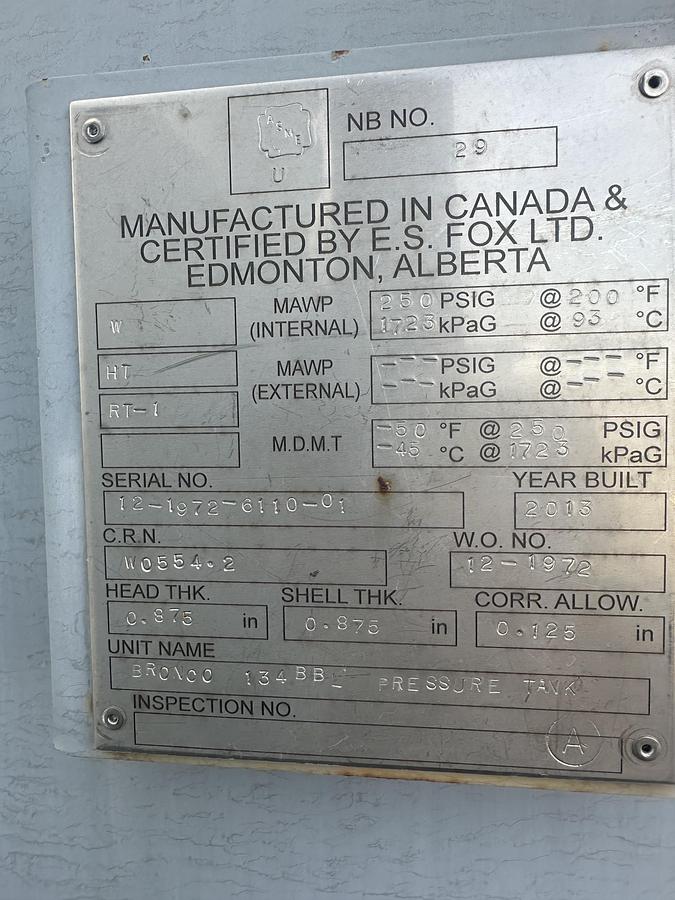 ASME
U
NB NO.
29
MANUFACTURED IN CANADA &
CERTIFIED BY E.S. FOX LTD.
EDMONTON, ALBERTA
W
HT
RT-1
MAWP
(INTERNAL)
250 PSIG @ 200 °F
1723 kPaG @ 93 °C
MAWP
(EXTERNAL)
--- PSIG @ --- °F
--- kPaG @ --- °C
M.D.M.T
-50 °F @ 250 PSIG
-45 °C @ 1723 kPaG
SERIAL NO.
12-1972-6110-01
YEAR BUILT
2013
C.R.N.
W0554.2
W.O. NO.
12-1972
HEAD THK.
0.875 in
SHELL THK.
0.875 in
CORR. ALLOW.
0.125 in
UNIT NAME
BRONCO 134BBL PRESSURE TANK
INSPECTION NO.
A